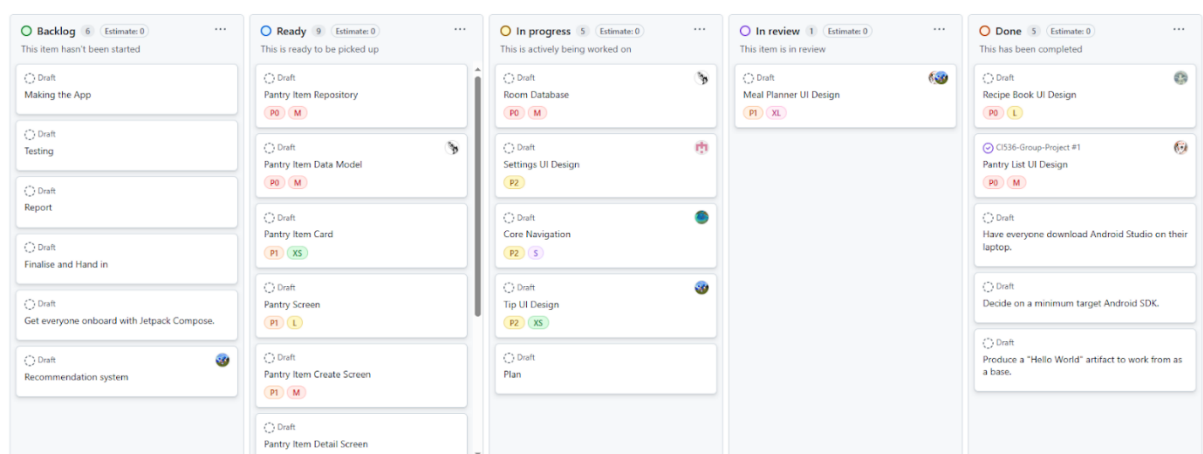 Backlog 6 Estimate: 0 ...
This item hasn't been started
Draft
Making the App
Draft
Testing
Draft
Report
Draft
Finalise and Hand in
Draft
Get everyone onboard with Jetpack Compose.
Draft
Recommendation system
Ready 9 Estimate: 0 ...
This is ready to be picked up
Draft
Pantry Item Repository
P0 M
Draft
Pantry Item Data Model
P0 M
Draft
Pantry Item Card
P1 XS
Draft
Pantry Screen
P1 L
Draft
Pantry Item Create Screen
P1 M
Draft
Pantry Item Detail Screen
In progress 5 Estimate: 0 ...
This is actively being worked on
Draft
Room Database
P0 M
Draft
Settings UI Design
P2
Draft
Core Navigation
P2 S
Draft
Tip UI Design
P2 XS
Draft
Plan
In review 1 Estimate: 0 ...
This item is in review
Draft
Meal Planner UI Design
P1 XL
Done 5 Estimate: 0 ...
This has been completed
Draft
Recipe Book UI Design
P0 L
CI536-Group-Project #1
Pantry List UI Design
P0 M
Draft
Have everyone download Android Studio on their
laptop.
Draft
Decide on a minimum target Android SDK.
Draft
Produce a "Hello World" artifact to work from as
a base.